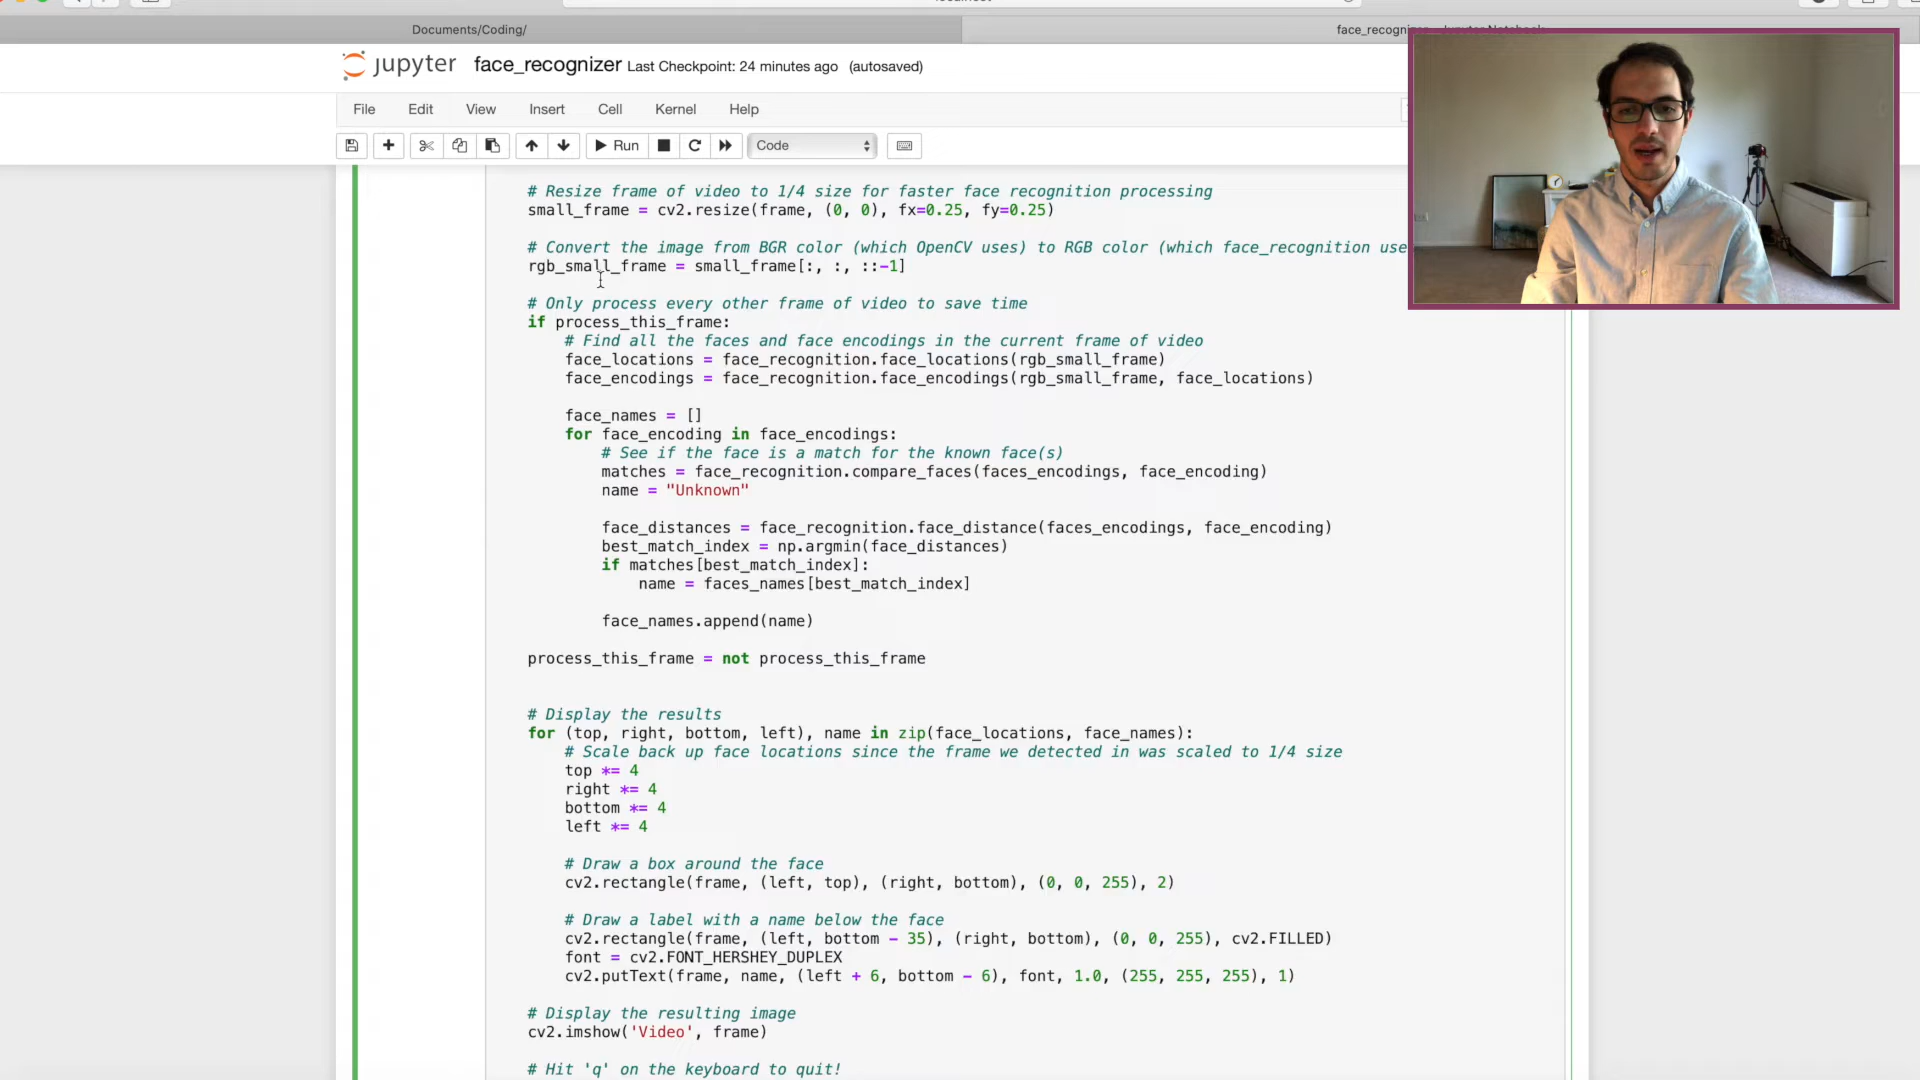 Documents/Coding/
jupyter face_recognizer Last Checkpoint: 24 minutes ago (autosaved)
File Edit View Insert Cell Kernel Help
Run Code
# Resize frame of video to 1/4 size for faster face recognition processing
small_frame = cv2.resize(frame, (0, 0), fx=0.25, fy=0.25)
# Convert the image from BGR color (which OpenCV uses) to RGB color (which face_recognition use
rgb_small_frame = small_frame[:, :, ::-1]
# Only process every other frame of video to save time
if process_this_frame:
# Find all the faces and face encodings in the current frame of video
face_locations = face_recognition.face_locations(rgb_small_frame)
face_encodings = face_recognition.face_encodings(rgb_small_frame, face_locations)
face_names = []
for face_encoding in face_encodings:
# See if the face is a match for the known face(s)
matches = face_recognition.compare_faces(faces_encodings, face_encoding)
name = "Unknown"
face_distances = face_recognition.face_distance(faces_encodings, face_encoding)
best_match_index = np.argmin(face_distances)
if matches[best_match_index]:
name = faces_names[best_match_index]
face_names.append(name)
process_this_frame = not process_this_frame
# Display the results
for (top, right, bottom, left), name in zip(face_locations, face_names):
# Scale back up face locations since the frame we detected in was scaled to 1/4 size
top *= 4
right *= 4
bottom *= 4
left *= 4
# Draw a box around the face
cv2.rectangle(frame, (left, top), (right, bottom), (0, 0, 255), 2)
# Draw a label with a name below the face
cv2.rectangle(frame, (left, bottom - 35), (right, bottom), (0, 0, 255), cv2.FILLED)
font = cv2.FONT_HERSHEY_DUPLEX
cv2.putText(frame, name, (left + 6, bottom - 6), font, 1.0, (255, 255, 255), 1)
# Display the resulting image
cv2.imshow('Video', frame)
# Hit 'q' on the keyboard to quit!